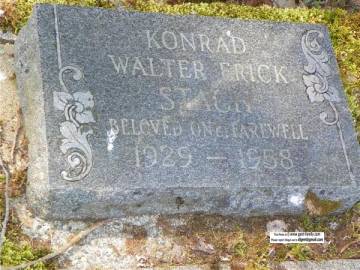 KONRAD
WALTER ERICK
STACH
BELOVED ONE, FAREWELL
1929 – 1958